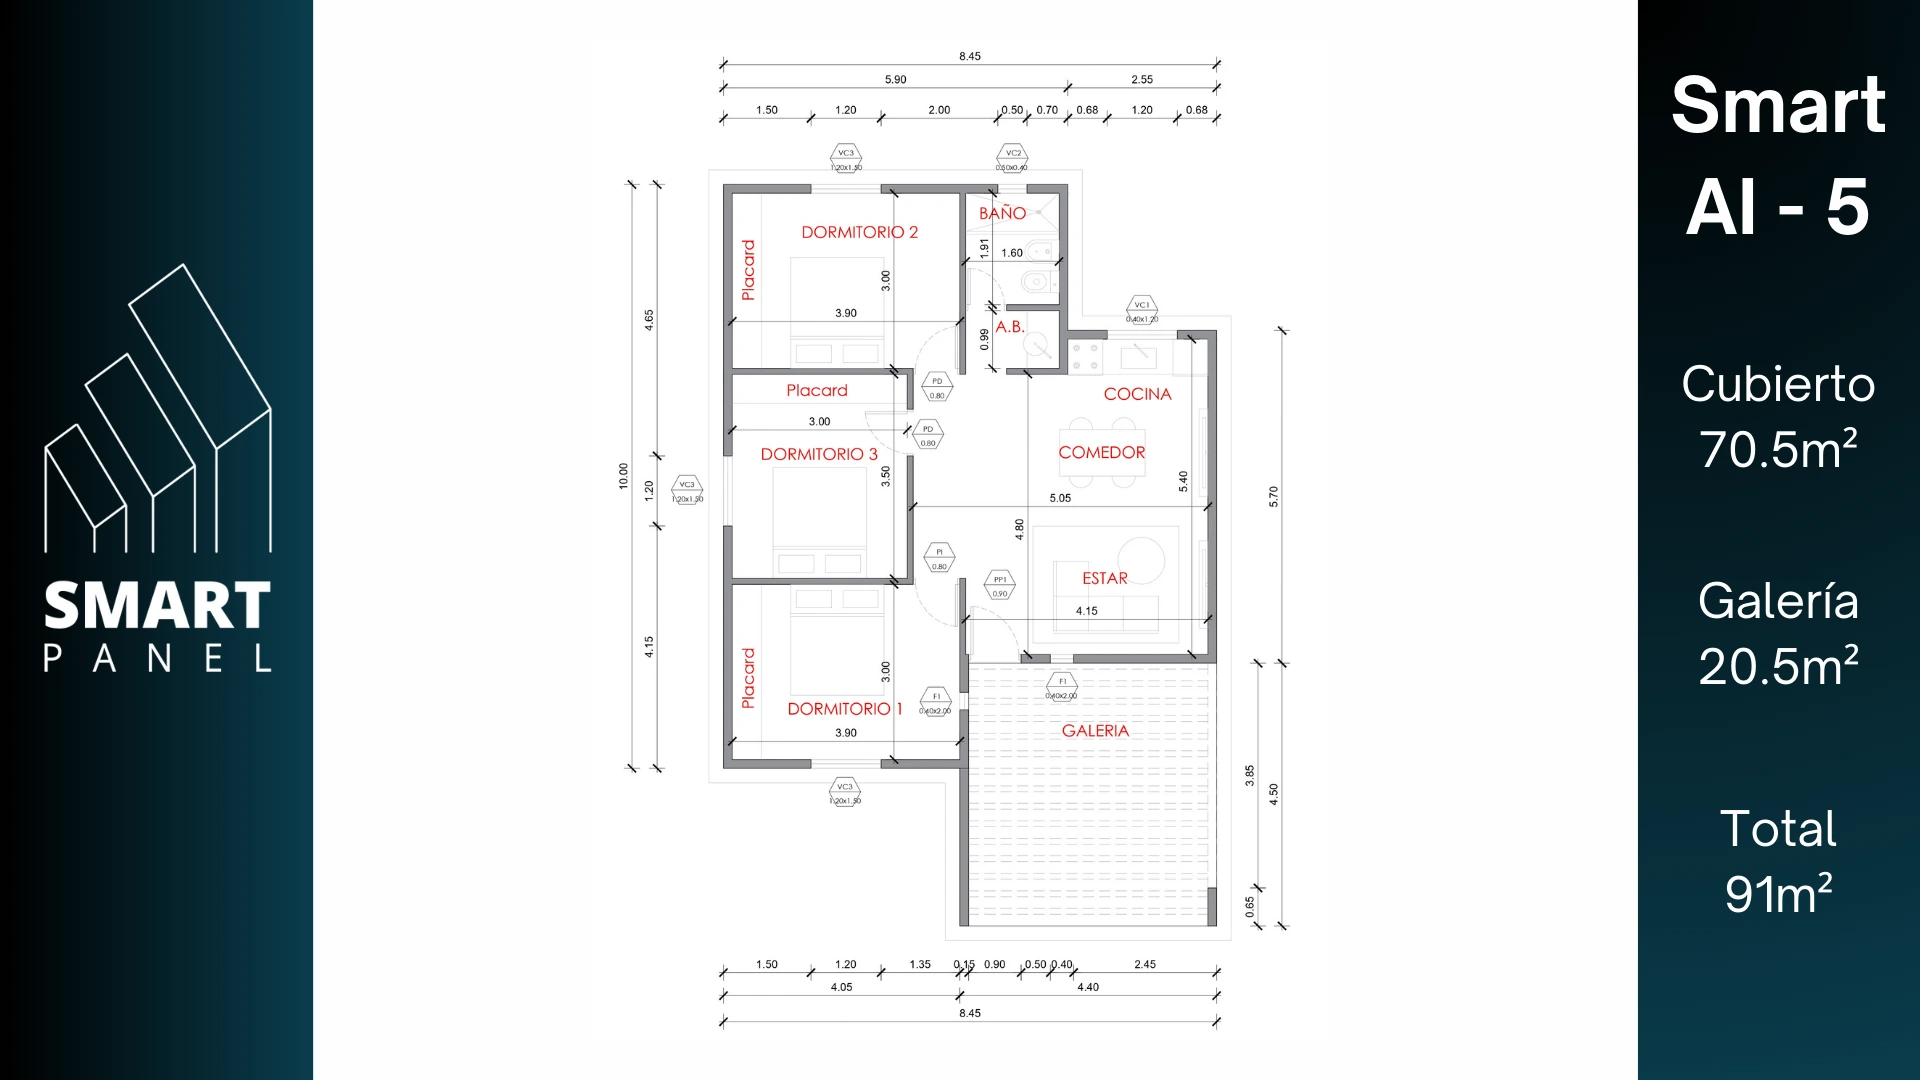 SMART
PANEL
8.45
5.90
2.55
1.50
1.20
2.00
0.50
0.70
0.68
1.20
0.68
VC3
1.20x1.50
VC2
0.50x0.40
BAÑO
DORMITORIO 2
Placard
1.91
1.60
3.00
3.90
A.B.
0.99
VC1
0.40x1.20
4.65
PD
0.80
Placard
COCINA
3.00
PD
0.80
DORMITORIO 3
COMEDOR
3.50
5.40
10.00
VC3
1.20x1.50
1.20
5.05
5.70
4.80
PI
0.80
PP1
0.90
ESTAR
4.15
4.15
Placard
3.00
F1
0.40x2.00
F1
0.40x2.00
DORMITORIO 1
3.90
GALERIA
VC3
1.20x1.50
3.85
4.50
0.65
1.50
1.20
1.35
0.15
0.90
0.50
0.40
2.45
4.05
4.40
8.45
Smart
AI - 5
Cubierto
70.5m²
Galería
20.5m²
Total
91m²